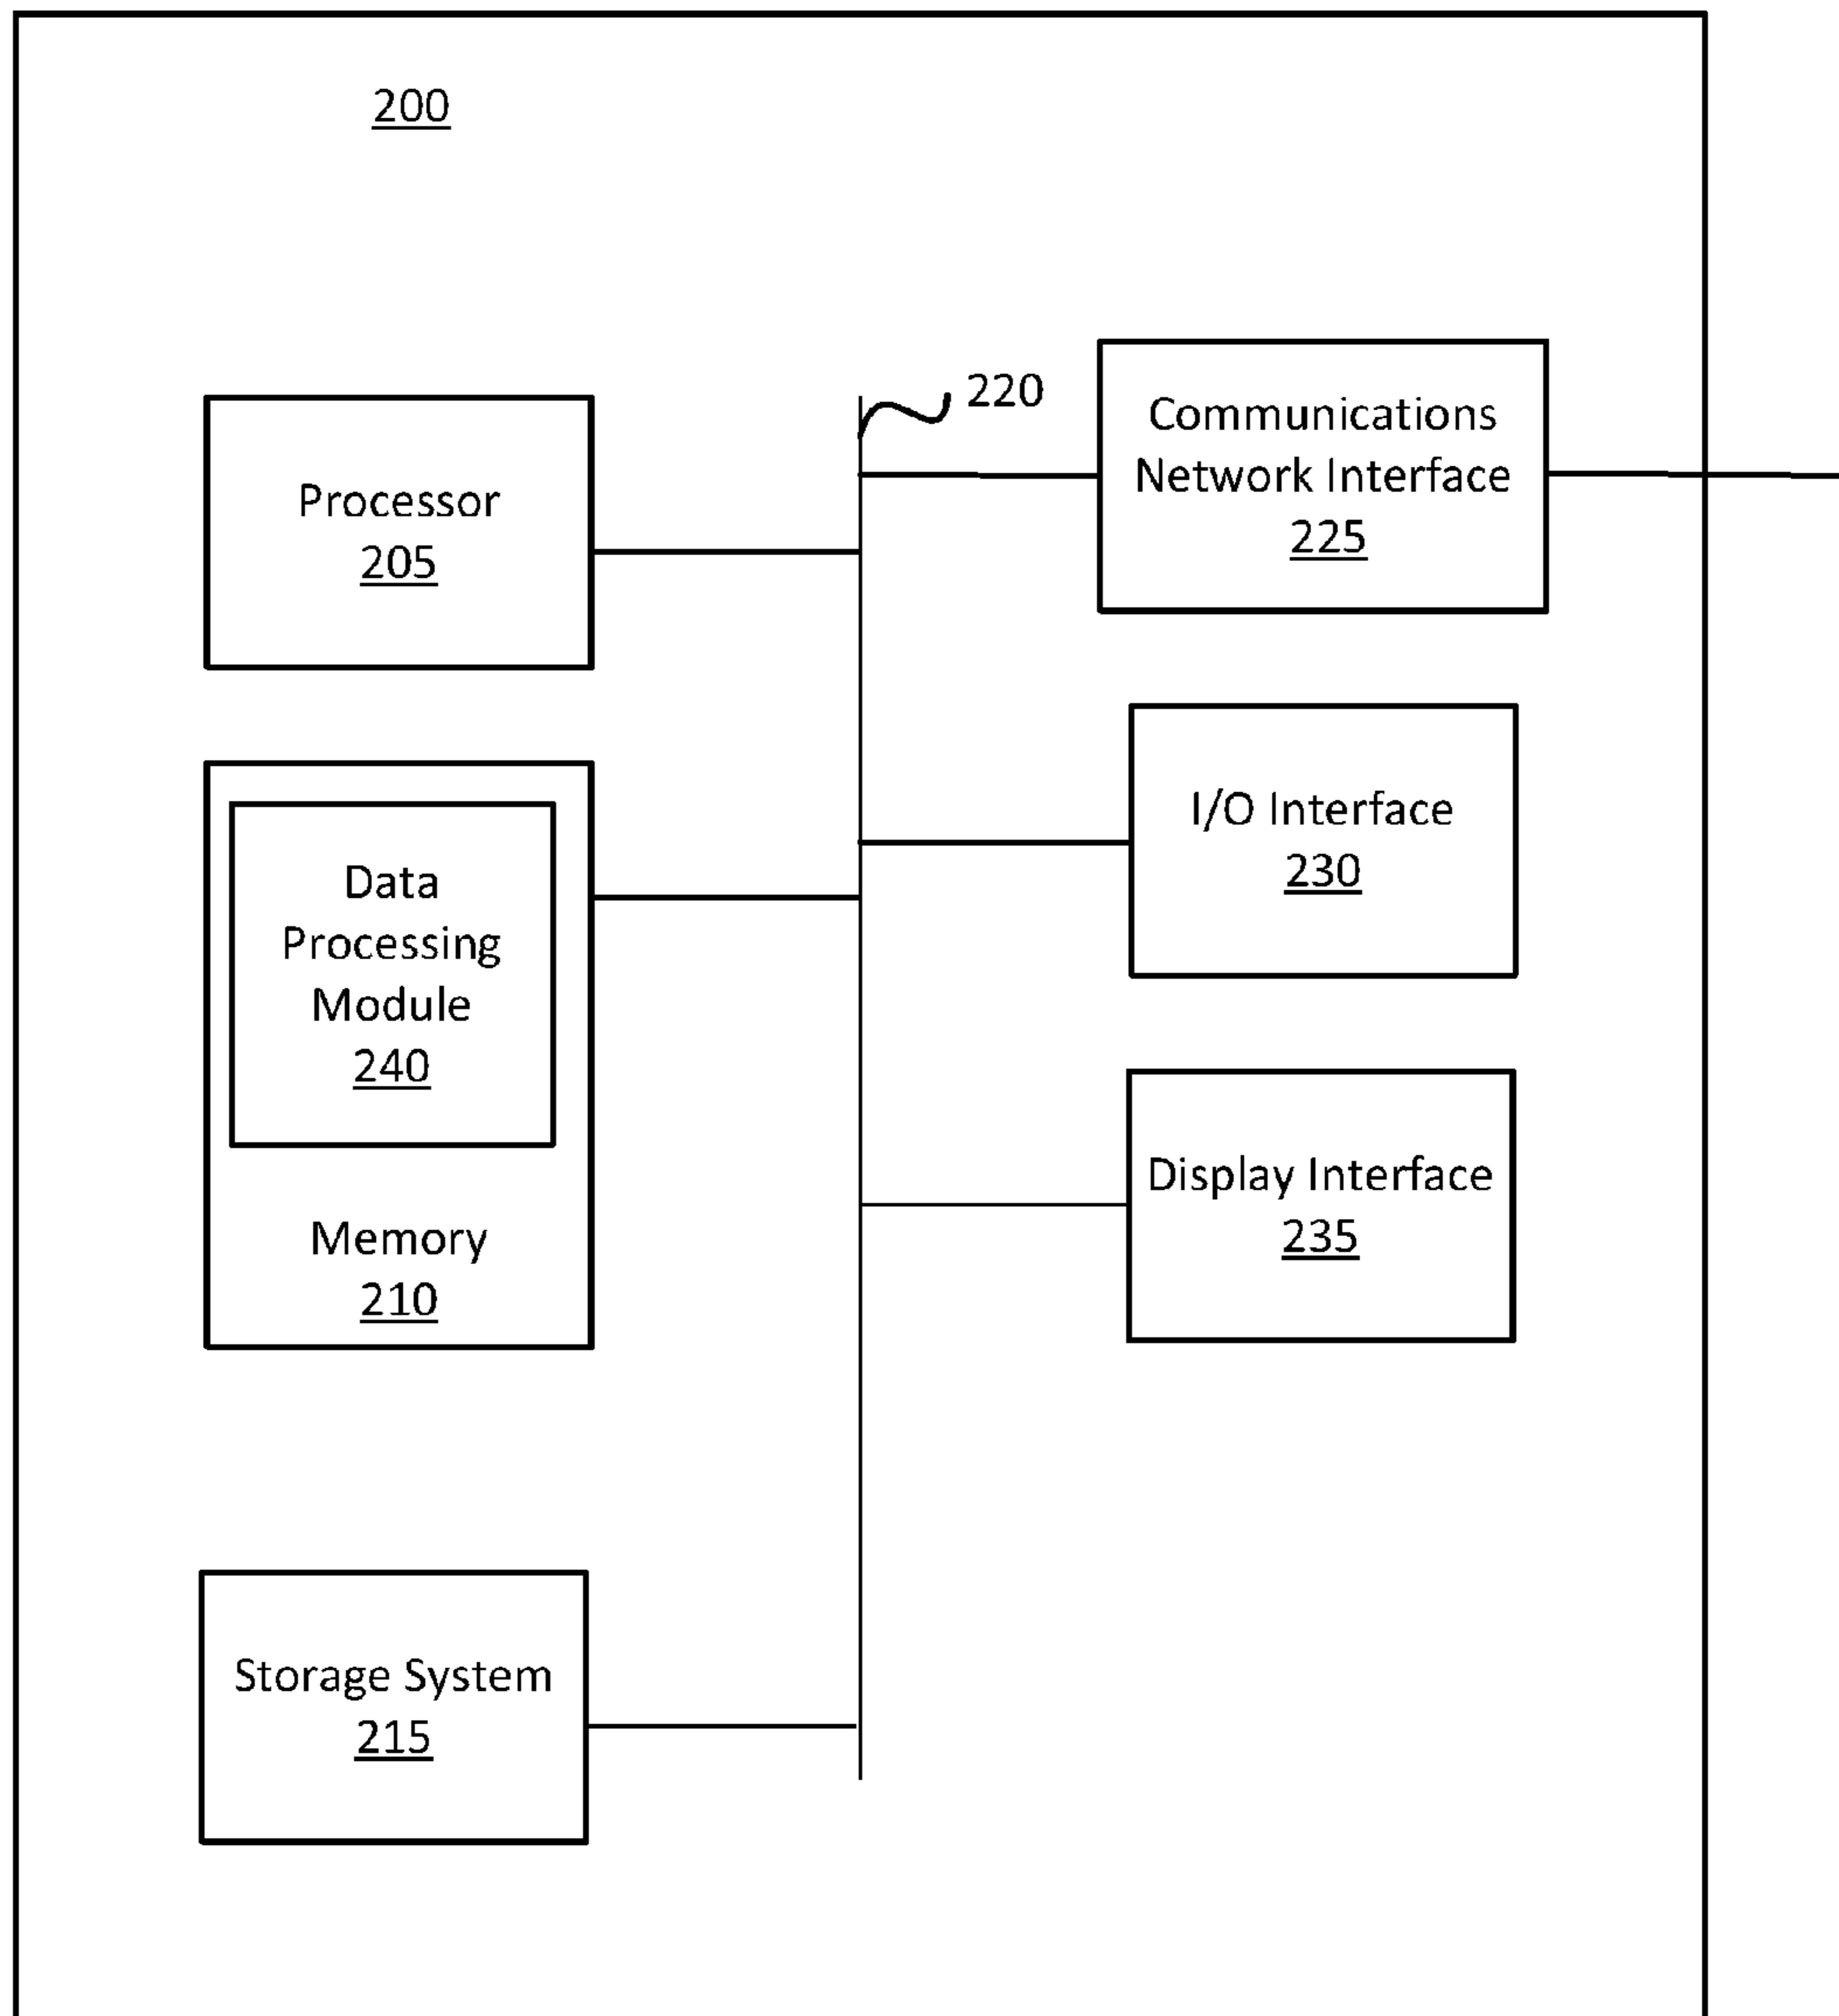 200
220
Communications
Network Interface
225
Processor
205
I/O Interface
230
Data
Processing
Module
240
Memory
210
Display Interface
235
Storage System
215